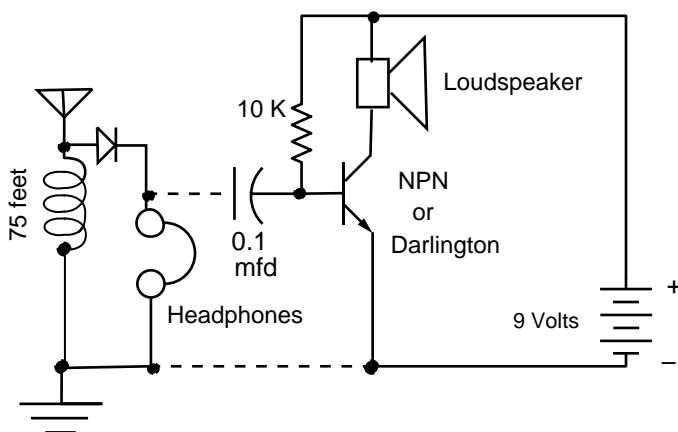 Loudspeaker
10 K
NPN
or
Darlington
75 feet
0.1
mfd
Headphones
9 Volts
+
–